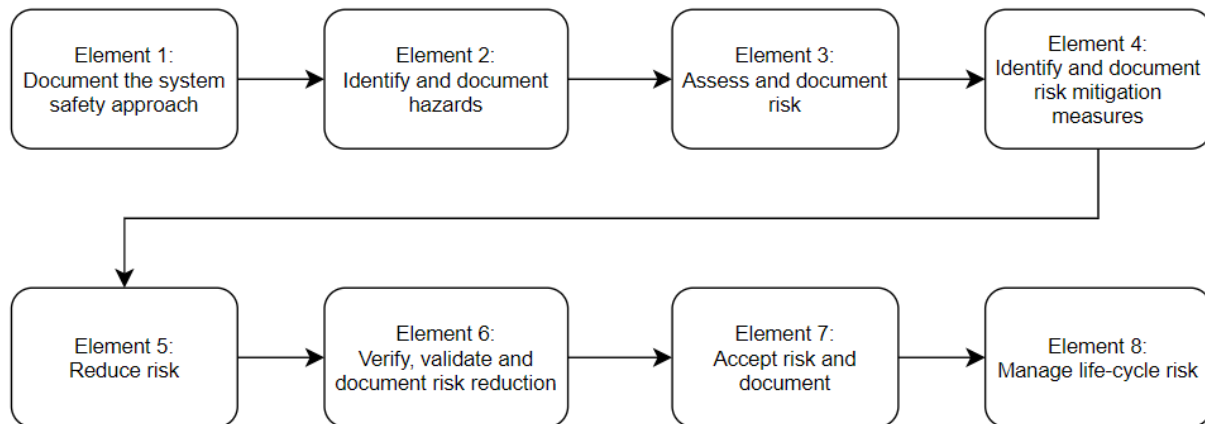 Element 1:
Document the system
safety approach
Element 2:
Identify and document
hazards
Element 3:
Assess and document
risk
Element 4:
Identify and document
risk mitigation
measures
Element 5:
Reduce risk
Element 6:
Verify, validate and
document risk reduction
Element 7:
Accept risk and
document
Element 8:
Manage life-cycle risk